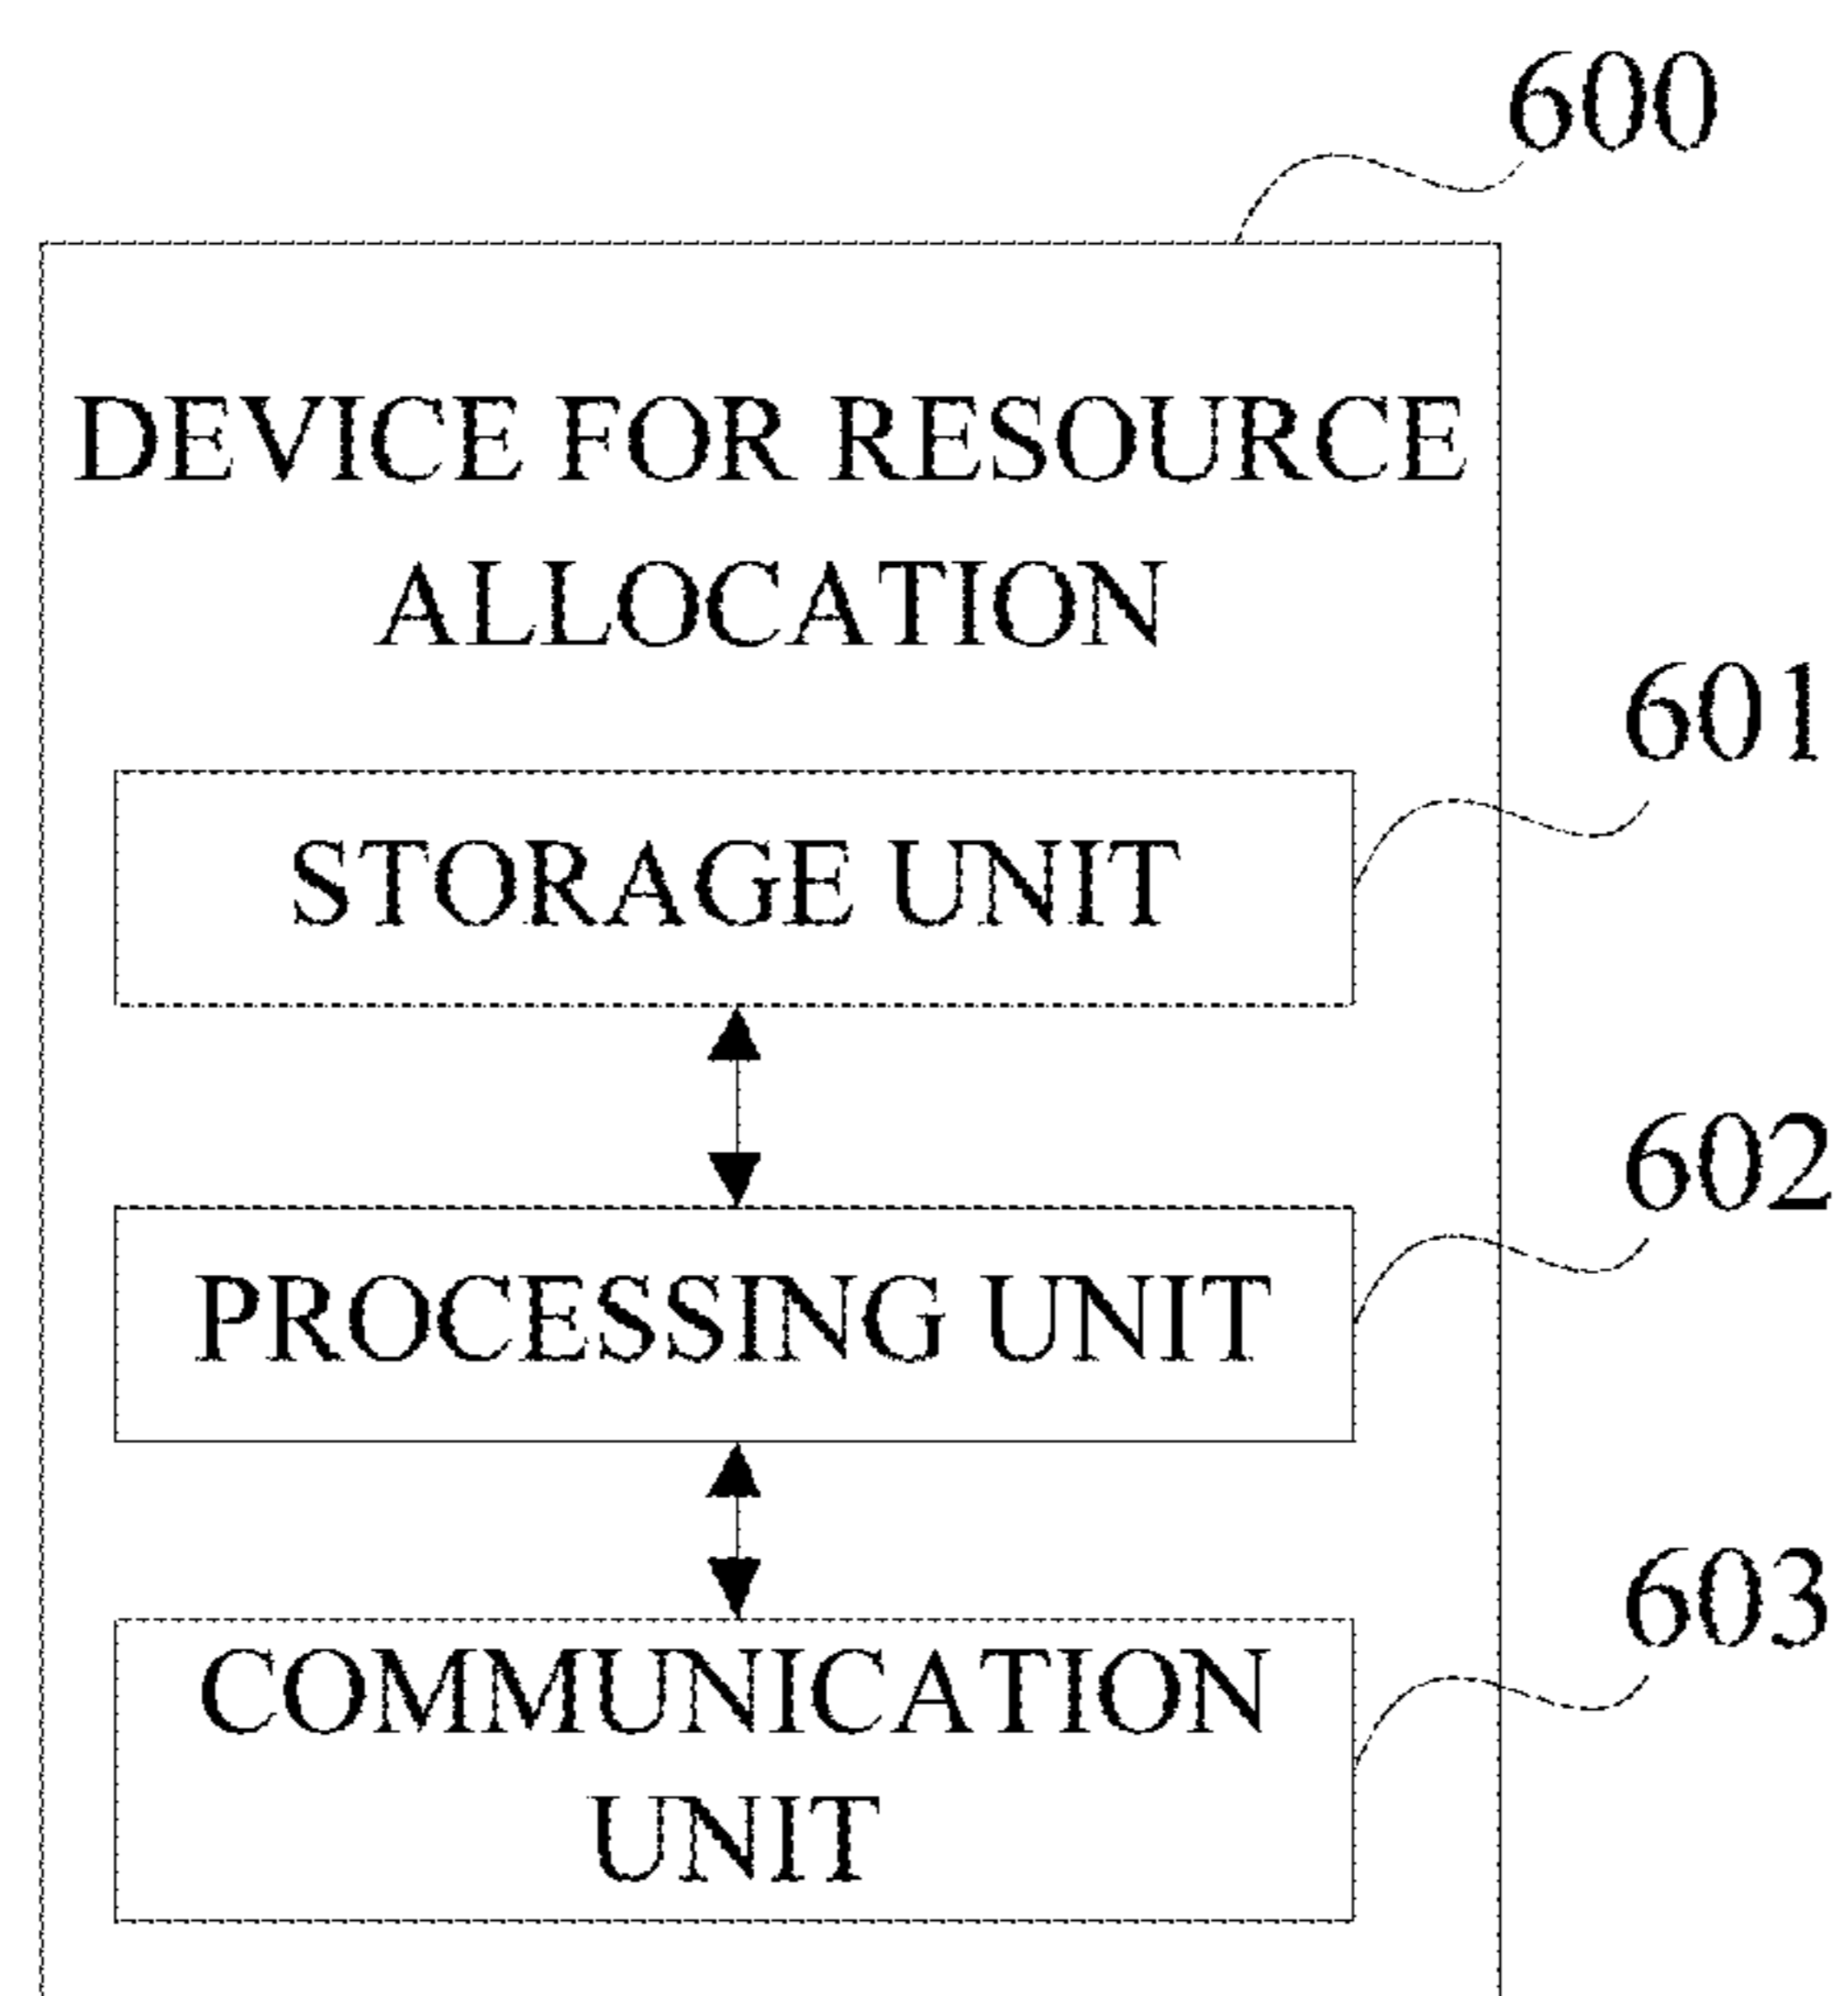 600
DEVICE FOR RESOURCE
ALLOCATION
601
STORAGE UNIT
602
PROCESSING UNIT
603
COMMUNICATION
UNIT